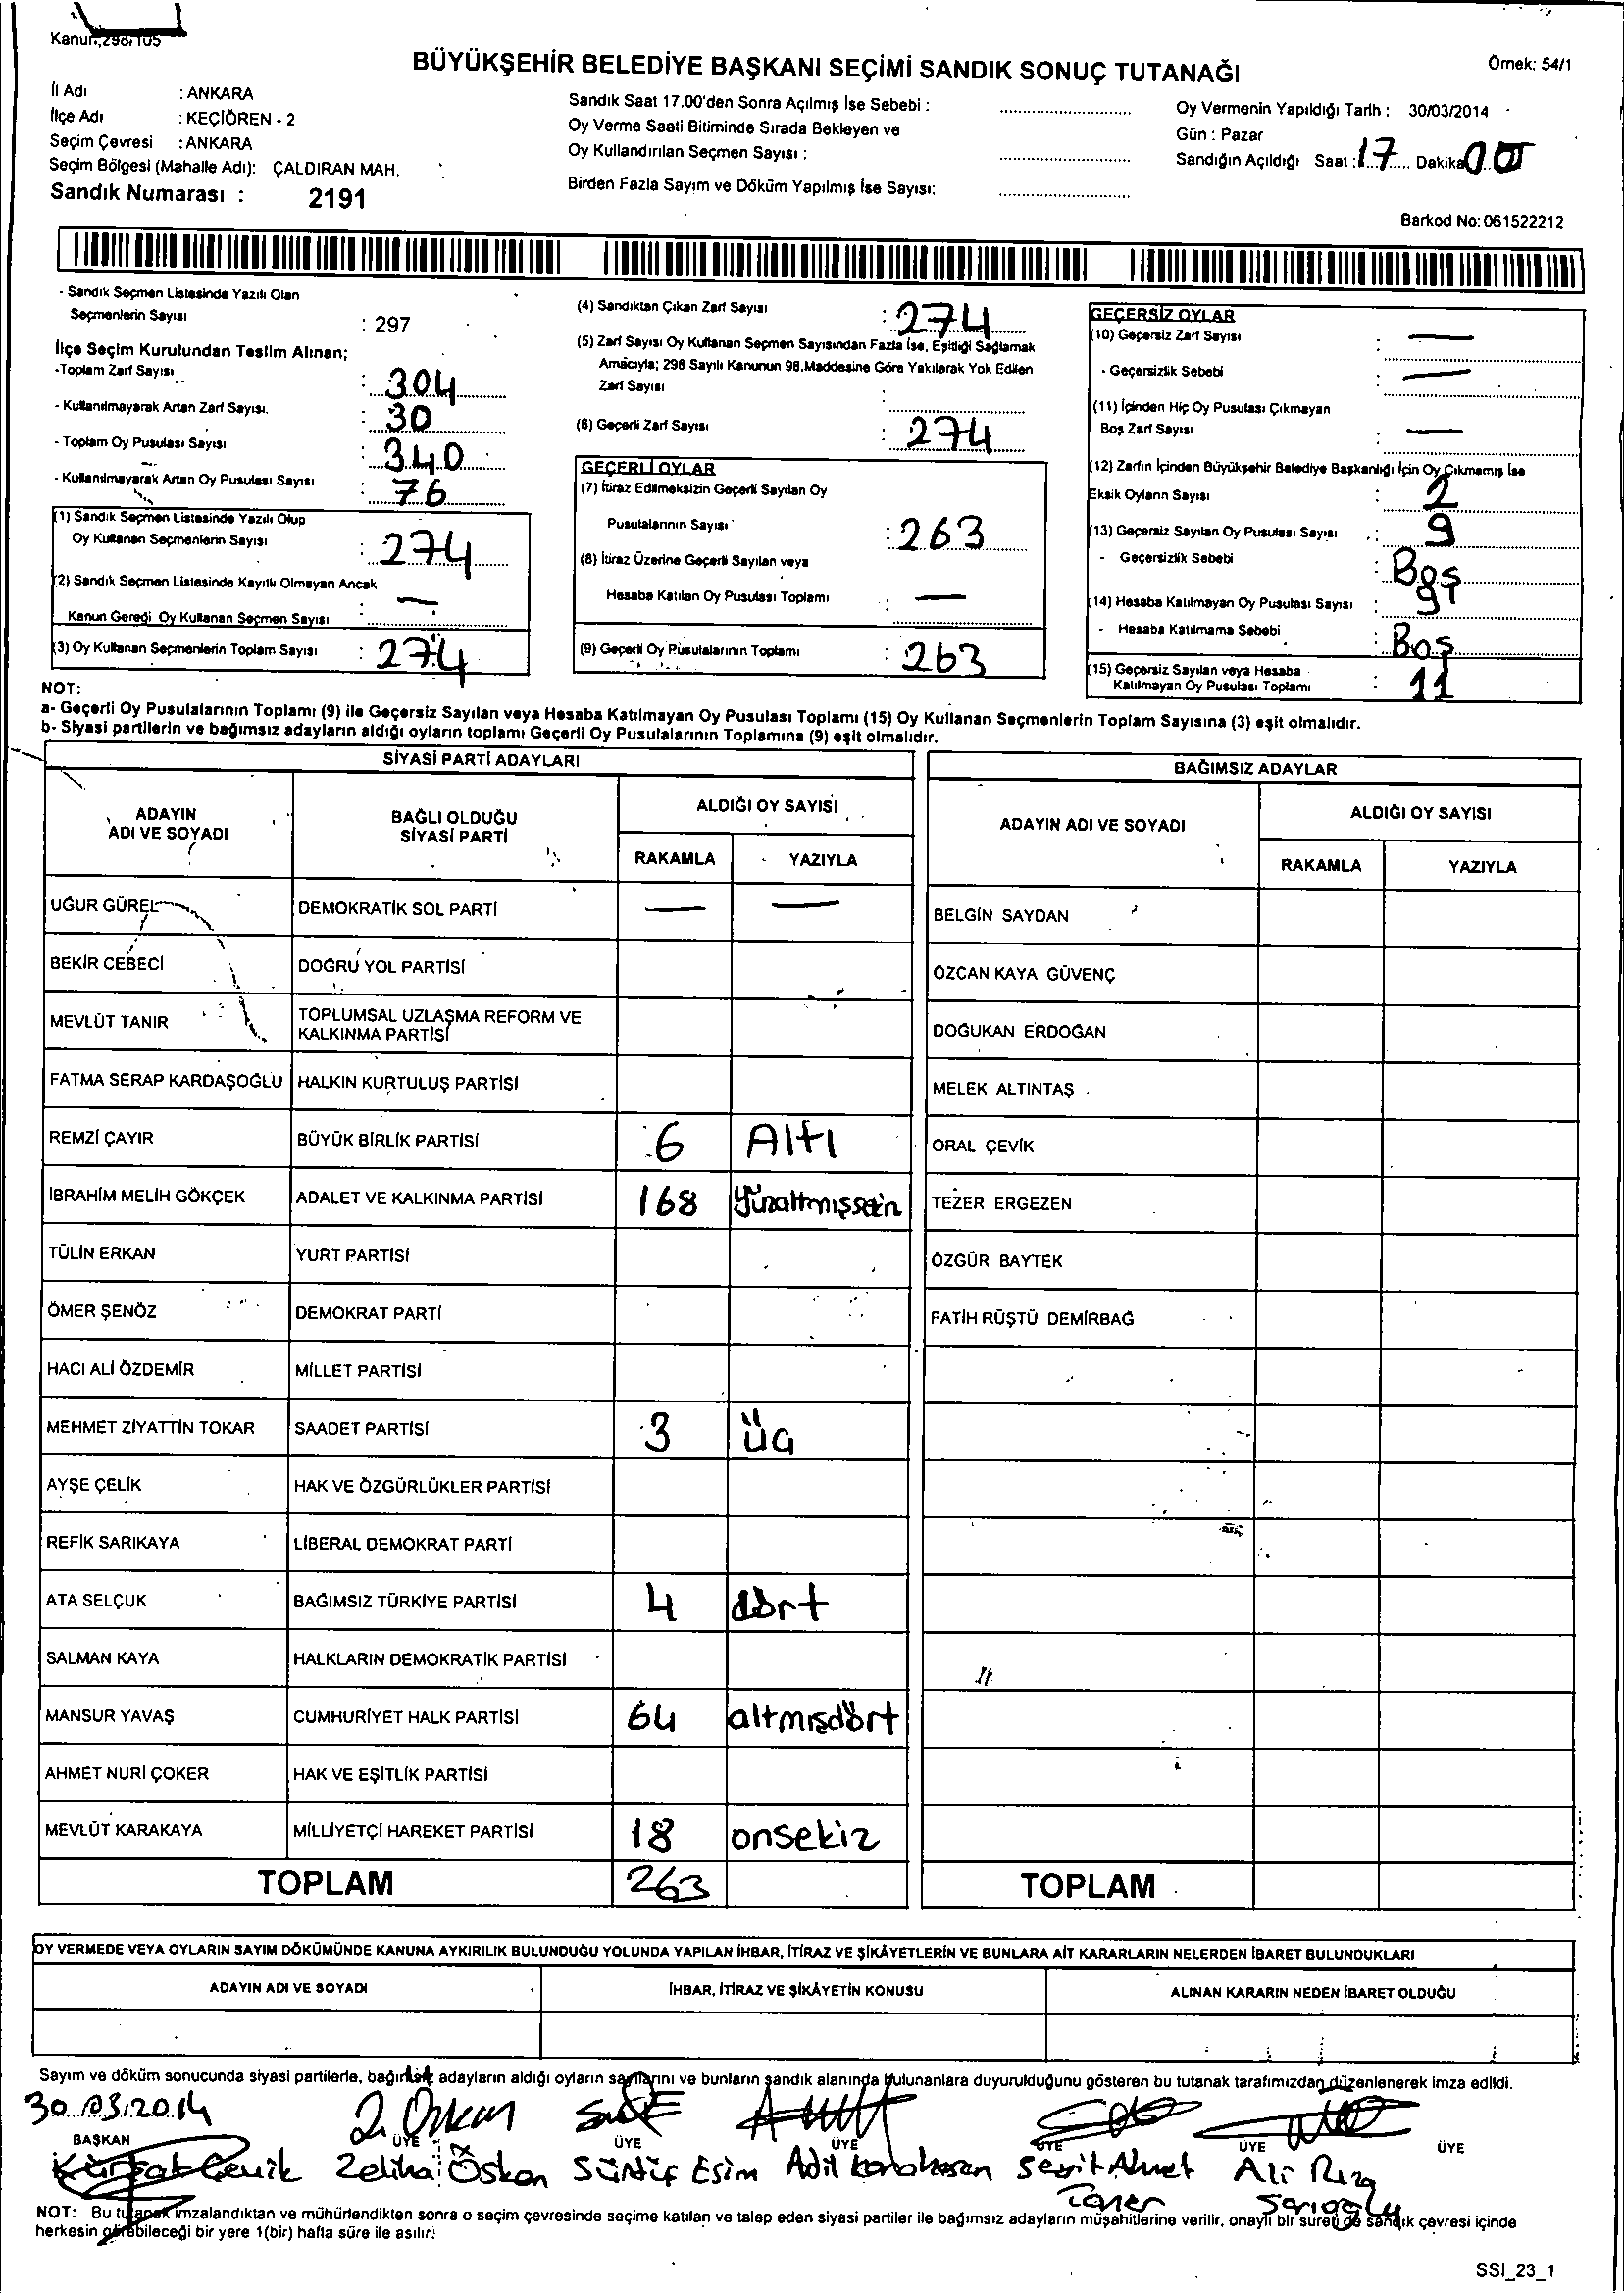 Kanun:298/105
BÜYÜKŞEHİR BELEDİYE BAŞKANI SEÇİMİ SANDIK SONUÇ TUTANAĞI
Örnek: 54/1
İl Adı : ANKARA
İlçe Adı : KEÇİÖREN - 2
Seçim Çevresi : ANKARA
Seçim Bölgesi (Mahalle Adı): ÇALDIRAN MAH.
Sandık Numarası : 2191
Sandık Saat 17.00'den Sonra Açılmış İse Sebebi :
Oy Verme Saati Bitiminde Sırada Bekleyen ve
Oy Kullandırılan Seçmen Sayısı :
Birden Fazla Sayım ve Döküm Yapılmış İse Sayısı:
Oy Vermenin Yapıldığı Tarih : 30/03/2014
Gün : Pazar
Sandığın Açıldığı Saat : 17 Dakika 00
Barkod No: 061522212
- Sandık Seçmen Listesinde Yazılı Olan
Seçmenlerin Sayısı : 297
İlçe Seçim Kurulundan Teslim Alınan;
-Toplam Zarf Sayısı : 304
- Kullanılmayarak Artan Zarf Sayısı. : 30
- Toplam Oy Pusulası Sayısı : 340
- Kullanılmayarak Artan Oy Pusulası Sayısı : 76
(1) Sandık Seçmen Listesinde Yazılı Olup
Oy Kullanan Seçmenlerin Sayısı : 274
(2) Sandık Seçmen Listesinde Kayıtlı Olmayan Ancak
Kanun Gereği Oy Kullanan Seçmen Sayısı : —
(3) Oy Kullanan Seçmenlerin Toplam Sayısı : 274
(4) Sandıktan Çıkan Zarf Sayısı : 274
(5) Zarf Sayısı Oy Kullanan Seçmen Sayısından Fazla İse, Eşitliği Sağlamak
Amacıyla; 298 Sayılı Kanunun 98.Maddesine Göre Yakılarak Yok Edilen
Zarf Sayısı :
(6) Geçerli Zarf Sayısı : 274
GEÇERLİ OYLAR
(7) İtiraz Edilmeksizin Geçerli Sayılan Oy
Pusulalarının Sayısı : 263
(8) İtiraz Üzerine Geçerli Sayılan veya
Hesaba Katılan Oy Pusulası Toplamı : —
(9) Geçerli Oy Pusulalarının Toplamı : 263
GEÇERSİZ OYLAR
(10) Geçersiz Zarf Sayısı : —
- Geçersizlik Sebebi : —
(11) İçinden Hiç Oy Pusulası Çıkmayan
Boş Zarf Sayısı : —
(12) Zarfın İçinden Büyükşehir Belediye Başkanlığı İçin Oy Çıkmamış İse
Eksik Oyların Sayısı : 2
(13) Geçersiz Sayılan Oy Pusulası Sayısı : 9
- Geçersizlik Sebebi : Boş
(14) Hesaba Katılmayan Oy Pusulası Sayısı : 9
- Hesaba Katılmama Sebebi : Boş
(15) Geçersiz Sayılan veya Hesaba
Katılmayan Oy Pusulası Toplamı : 11
NOT:
a- Geçerli Oy Pusulalarının Toplamı (9) ile Geçersiz Sayılan veya Hesaba Katılmayan Oy Pusulası Toplamı (15) Oy Kullanan Seçmenlerin Toplam Sayısına (3) eşit olmalıdır.
b- Siyasi partilerin ve bağımsız adayların aldığı oyların toplamı Geçerli Oy Pusulalarının Toplamına (9) eşit olmalıdır.
SİYASİ PARTİ ADAYLARI
ADAYIN ADI VE SOYADI
BAĞLI OLDUĞU SİYASİ PARTİ
ALDIĞI OY SAYISI
RAKAMLA YAZIYLA
UĞUR GÜREL DEMOKRATİK SOL PARTİ — —
BEKİR CEBECİ DOĞRU YOL PARTİSİ
MEVLÜT TANIR TOPLUMSAL UZLAŞMA REFORM VE
KALKINMA PARTİSİ
FATMA SERAP KARDAŞOĞLU HALKIN KURTULUŞ PARTİSİ
REMZİ ÇAYIR BÜYÜK BİRLİK PARTİSİ 6 Altı
İBRAHİM MELİH GÖKÇEK ADALET VE KALKINMA PARTİSİ 168
TÜLİN ERKAN YURT PARTİSİ
ÖMER ŞENÖZ DEMOKRAT PARTİ
HACI ALİ ÖZDEMİR MİLLET PARTİSİ
MEHMET ZİYATTİN TOKAR SAADET PARTİSİ 3 üç
AYŞE ÇELİK HAK VE ÖZGÜRLÜKLER PARTİSİ
REFİK SARIKAYA LİBERAL DEMOKRAT PARTİ
ATA SELÇUK BAĞIMSIZ TÜRKİYE PARTİSİ 4 dört
SALMAN KAYA HALKLARIN DEMOKRATİK PARTİSİ
MANSUR YAVAŞ CUMHURİYET HALK PARTİSİ 64 altmışdört
AHMET NURİ ÇOKER HAK VE EŞİTLİK PARTİSİ
MEVLÜT KARAKAYA MİLLİYETÇİ HAREKET PARTİSİ 18 onsekiz
TOPLAM 263
BAĞIMSIZ ADAYLAR
ADAYIN ADI VE SOYADI
ALDIĞI OY SAYISI
RAKAMLA YAZIYLA
BELGİN SAYDAN
ÖZCAN KAYA GÜVENÇ
DOĞUKAN ERDOĞAN
MELEK ALTINTAŞ
ORAL ÇEVİK
TEZER ERGEZEN
ÖZGÜR BAYTEK
FATİH RÜŞTÜ DEMİRBAĞ
TOPLAM
OY VERMEDE VEYA OYLARIN SAYIM DÖKÜMÜNDE KANUNA AYKIRILIK BULUNDUĞU YOLUNDA YAPILAN İHBAR, İTİRAZ VE ŞİKÂYETLERİN VE BUNLARA AİT KARARLARIN NELERDEN İBARET BULUNDUKLARI
ADAYIN ADI VE SOYADI İHBAR, İTİRAZ VE ŞİKÂYETİN KONUSU ALINAN KARARIN NEDEN İBARET OLDUĞU
Sayım ve döküm sonucunda siyasi partilerle, bağımsız adayların aldığı oyların sayılarını ve bunların sandık alanında bulunanlara duyurulduğunu gösteren bu tutanak tarafımızdan düzenlenerek imza edildi.
30.03.2014
BAŞKAN ÜYE ÜYE ÜYE ÜYE ÜYE ÜYE
Zeliha Esim Adil Ahmet Ali Rıza
Taner Sarıoğlu
NOT: Bu tutanak imzalandıktan ve mühürlendikten sonra o seçim çevresinde seçime katılan ve talep eden siyasi partiler ile bağımsız adayların müşahitlerine verilir, onaylı bir sureti de sandık çevresi içinde
herkesin görebileceği bir yere 1(bir) hafta süre ile asılır.
SSI_23_1